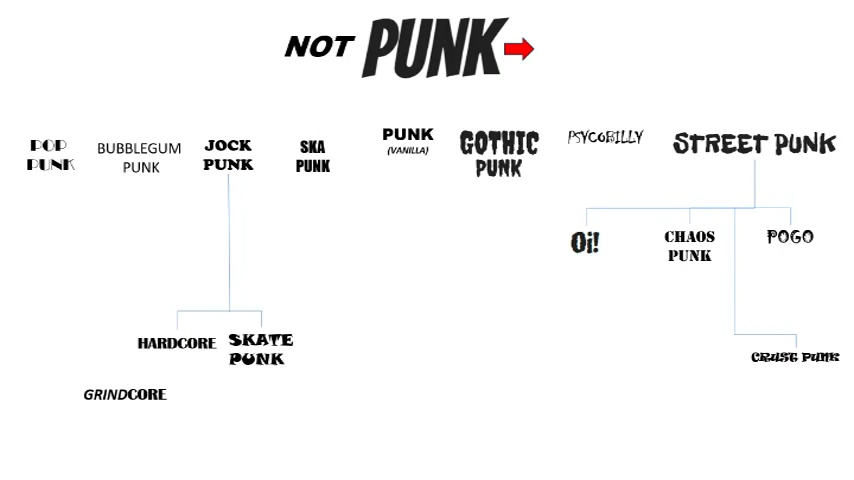 NOT PUNK
POP
PUNK
BUBBLEGUM
PUNK
JOCK
PUNK
SKA
PUNK
PUNK
(VANILLA)
GOTHIC
PUNK
PSYCOBILLY
STREET PUNK
Oi!
CHAOS
PUNK
POGO
HARDCORE
SKATE
PUNK
CRUST PUNK
GRINDCORE